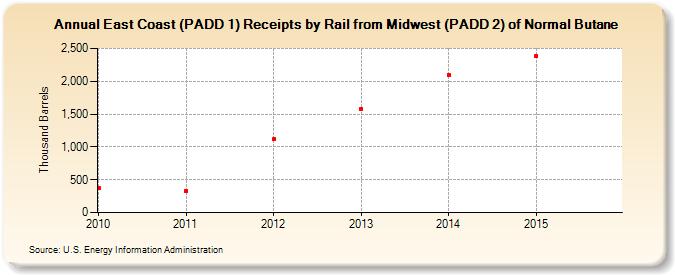 Annual East Coast (PADD 1) Receipts by Rail from Midwest (PADD 2) of Normal Butane
Thousand Barrels
2,500
2,000
1,500
1,000
500
0
2010 2011 2012 2013 2014 2015
Source: U.S. Energy Information Administration